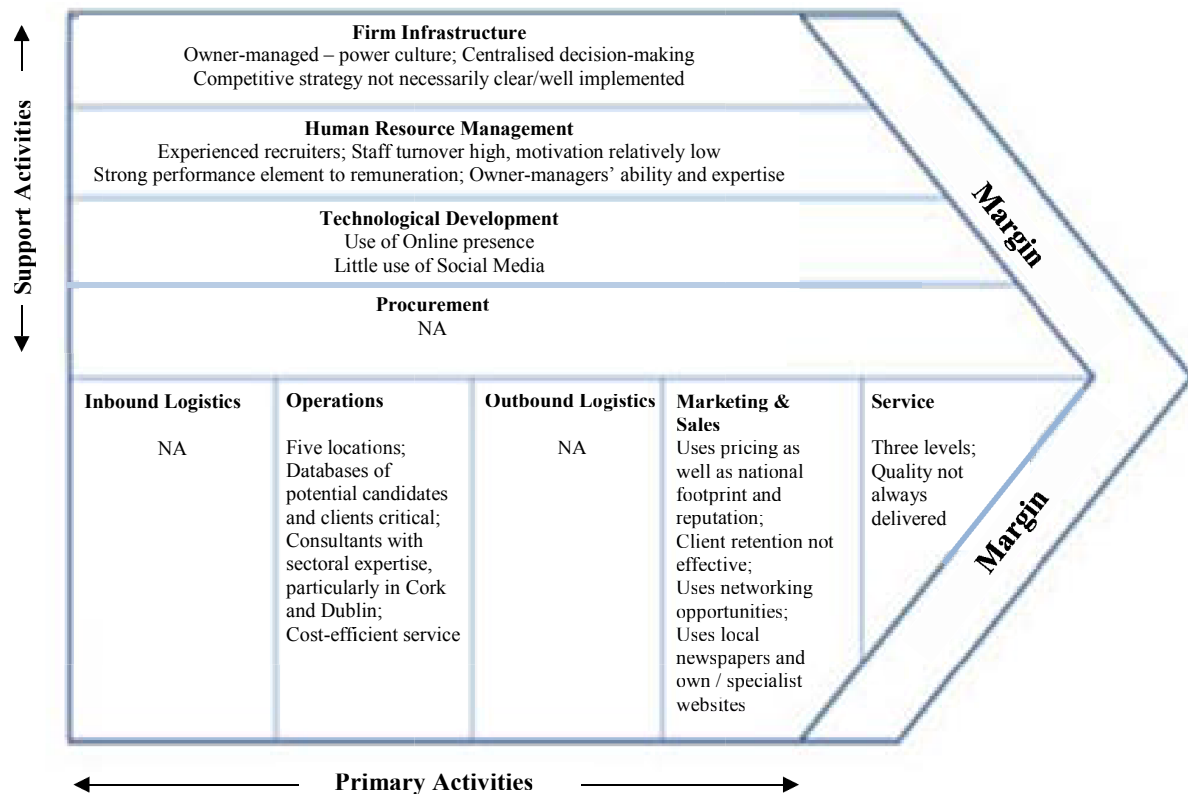 Support Activities
Firm Infrastructure
Owner-managed – power culture; Centralised decision-making
Competitive strategy not necessarily clear/well implemented
Human Resource Management
Experienced recruiters; Staff turnover high, motivation relatively low
Strong performance element to remuneration; Owner-managers’ ability and expertise
Technological Development
Use of Online presence
Little use of Social Media
Procurement
NA
Margin
Inbound Logistics
NA
Operations
Five locations;
Databases of
potential candidates
and clients critical;
Consultants with
sectoral expertise,
particularly in Cork
and Dublin;
Cost-efficient service
Outbound Logistics
NA
Marketing &
Sales
Uses pricing as
well as national
footprint and
reputation;
Client retention not
effective;
Uses networking
opportunities;
Uses local
newspapers and
own / specialist
websites
Service
Three levels;
Quality not
always
delivered
Margin
Primary Activities